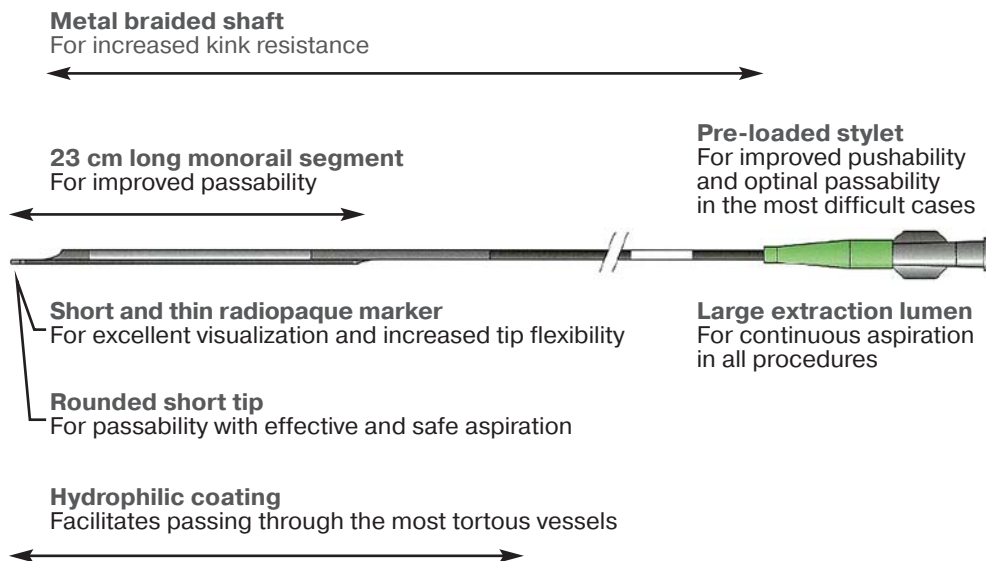 Metal braided shaft
For increased kink resistance
23 cm long monorail segment
For improved passability
Pre-loaded stylet
For improved pushability
and optinal passability
in the most difficult cases
Short and thin radiopaque marker
For excellent visualization and increased tip flexibility
Large extraction lumen
For continuous aspiration
in all procedures
Rounded short tip
For passability with effective and safe aspiration
Hydrophilic coating
Facilitates passing through the most tortous vessels